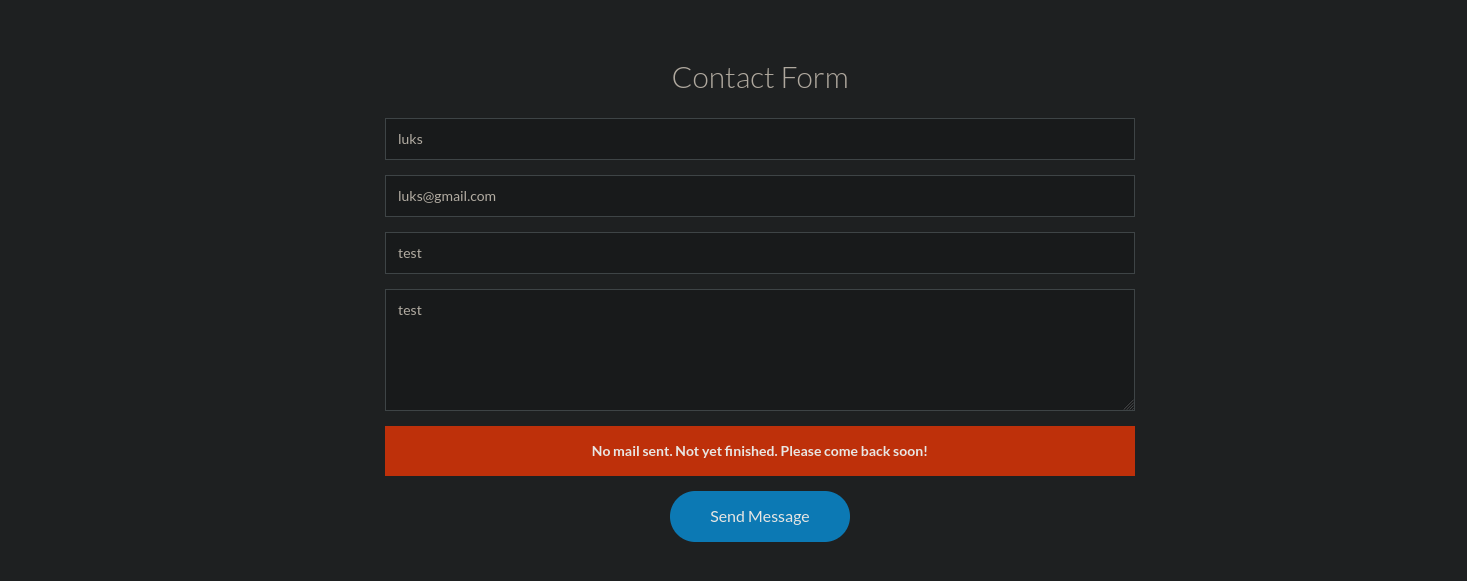 Contact Form
luks
luks@gmail.com
test
test
No mail sent. Not yet finished. Please come back soon!
Send Message